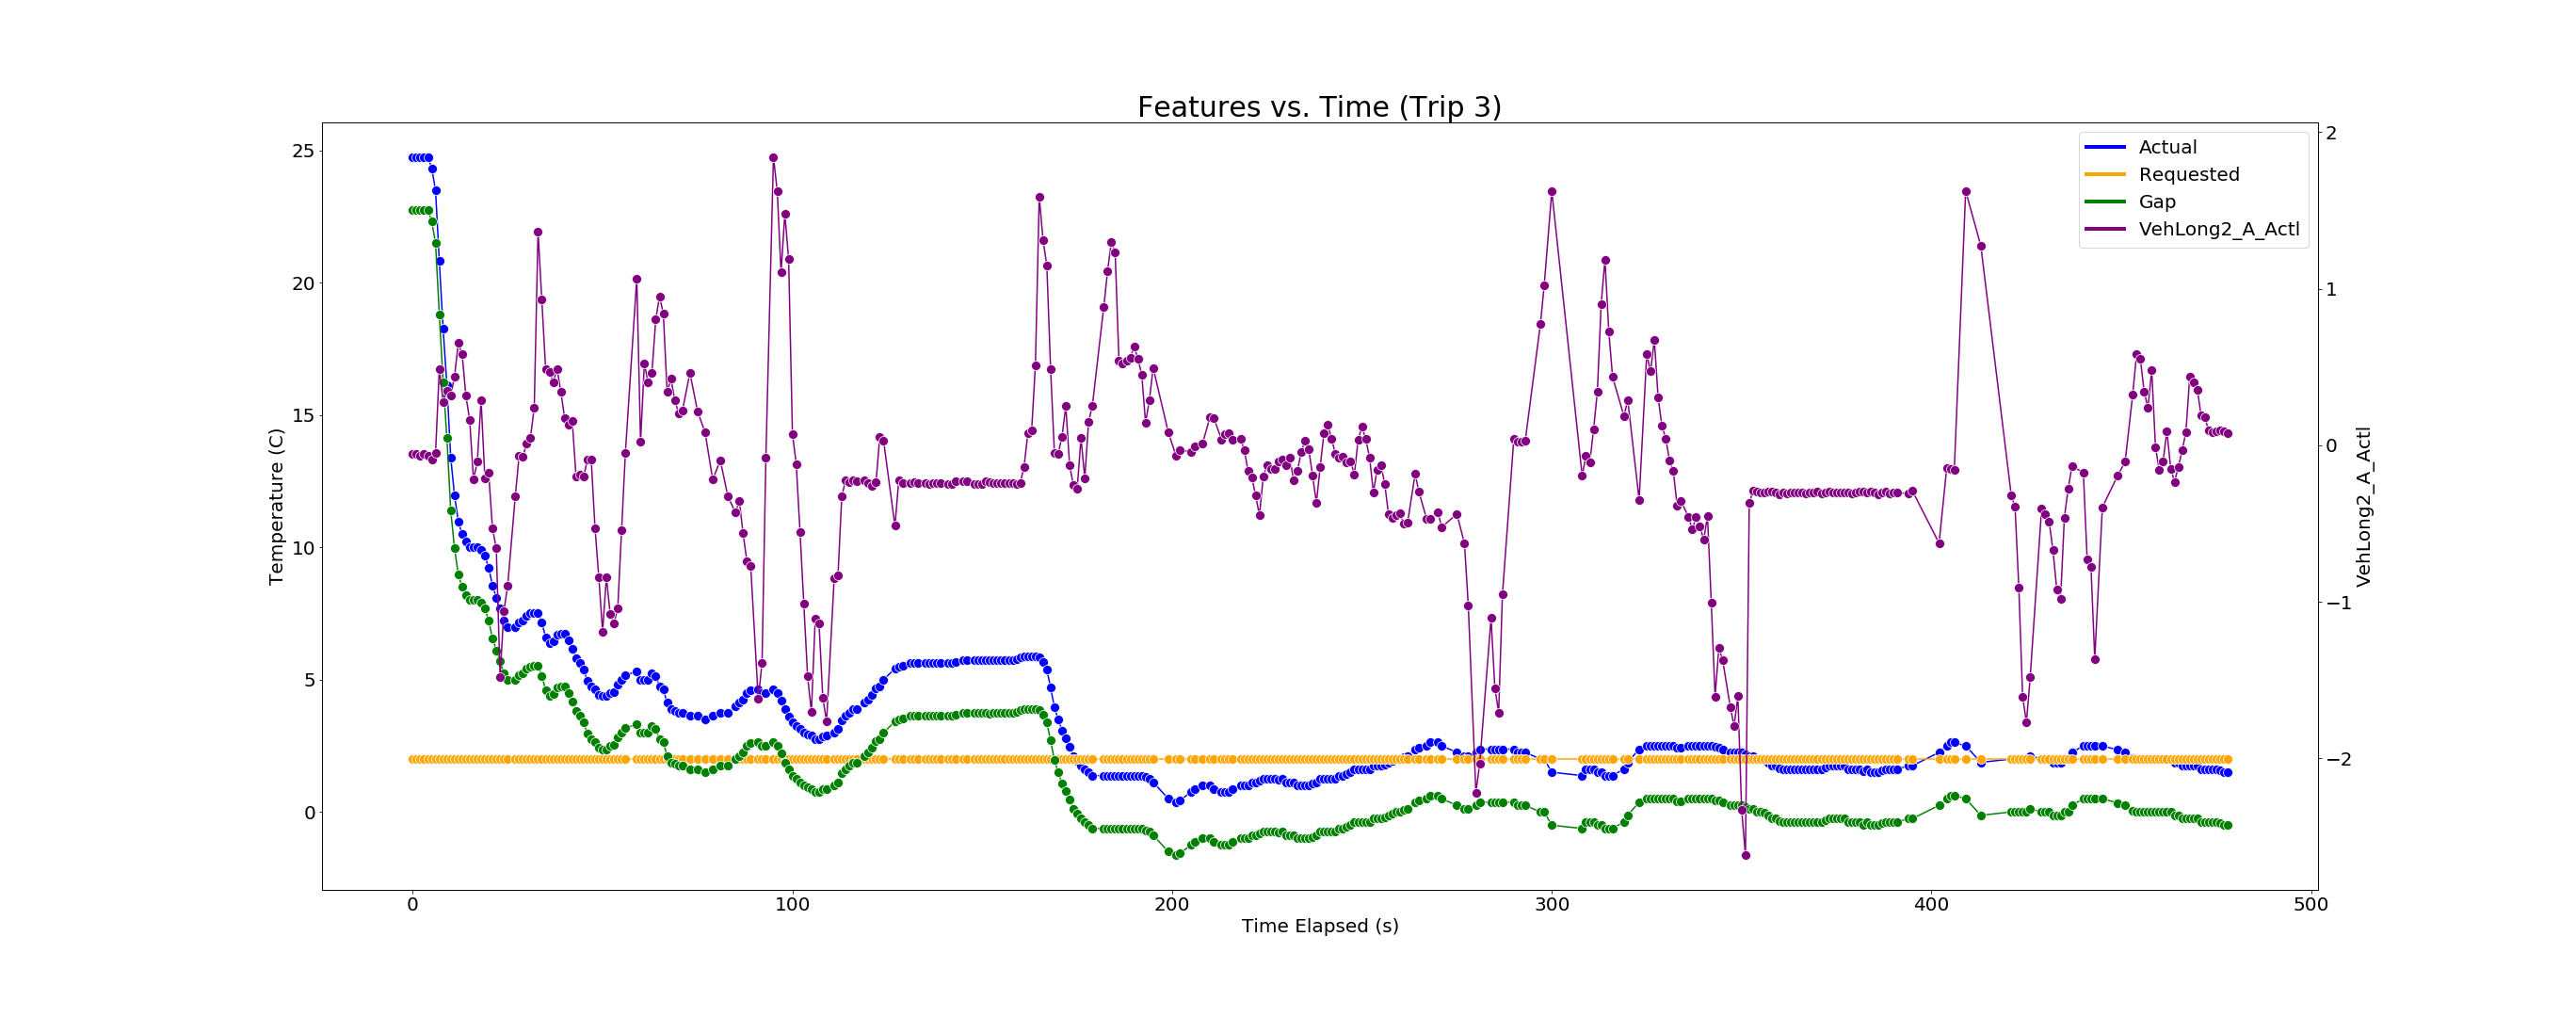 Features vs. Time (Trip 3)
Actual
Requested
Gap
VehLong2_A_Actl
25
20
15
10
5
0
Temperature (C)
2
1
0
−1
−2
VehLong2_A_Actl
0 100 200 300 400 500
Time Elapsed (s)